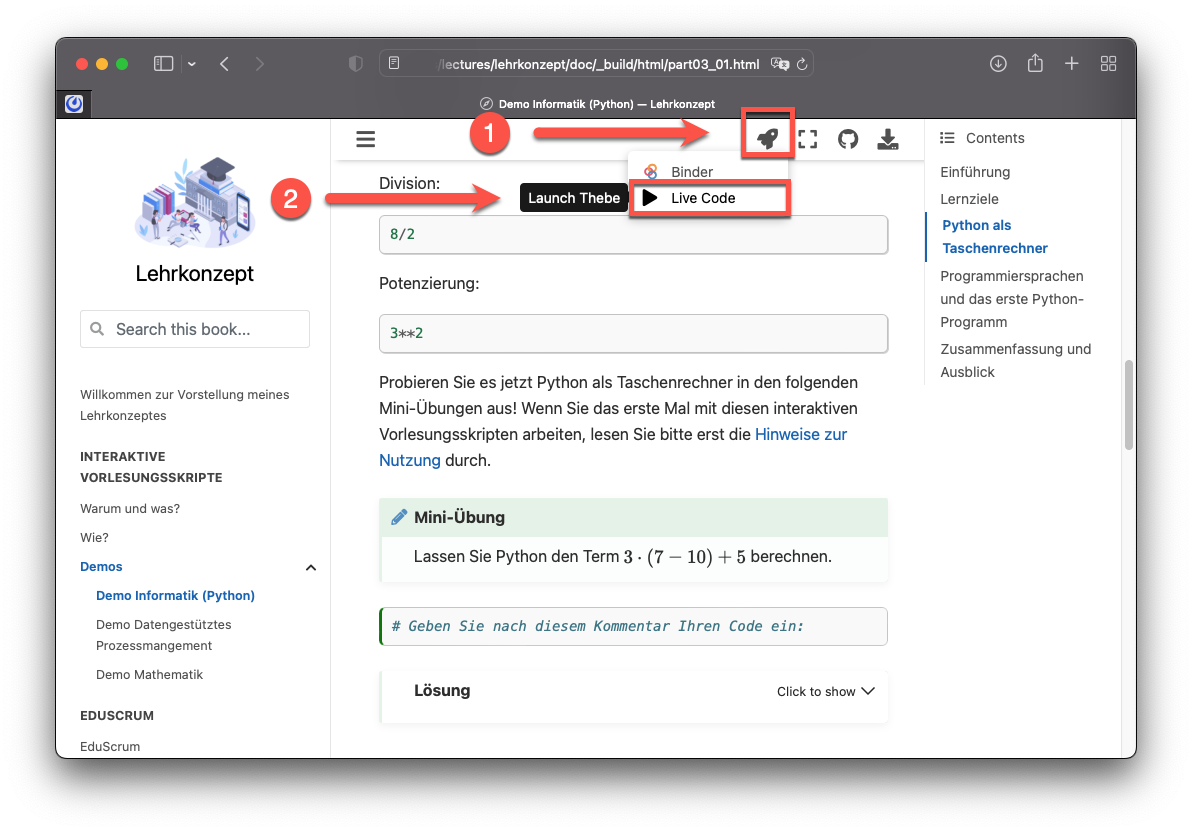 /lectures/lehrkonzept/doc/_build/html/part03_01.html
Demo Informatik (Python) — Lehrkonzept
1
2
Lehrkonzept
Search this book...
Willkommen zur Vorstellung meines
Lehrkonzeptes
INTERAKTIVE
VORLESUNGSSKRIPTE
Warum und was?
Wie?
Demos
Demo Informatik (Python)
Demo Datengestütztes
Prozessmangement
Demo Mathematik
EDUSCRUM
EduScrum
Binder
Launch Thebe
Live Code
Division:
8/2
Potenzierung:
3**2
Probieren Sie es jetzt Python als Taschenrechner in den folgenden
Mini-Übungen aus! Wenn Sie das erste Mal mit diesen interaktiven
Vorlesungsskripten arbeiten, lesen Sie bitte erst die Hinweise zur
Nutzung durch.
Mini-Übung
Lassen Sie Python den Term 3 · (7 − 10) + 5 berechnen.
# Geben Sie nach diesem Kommentar Ihren Code ein:
Lösung
Click to show
Contents
Einführung
Lernziele
Python als
Taschenrechner
Programmiersprachen
und das erste Python-
Programm
Zusammenfassung und
Ausblick